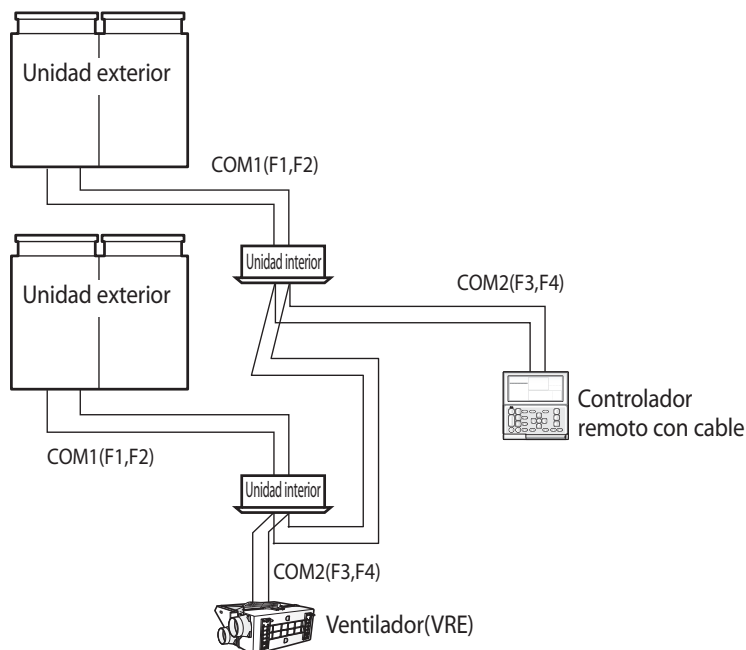 Unidad exterior
COM1(F1,F2)
Unidad interior
COM2(F3,F4)
Unidad exterior
Controlador
remoto con cable
COM1(F1,F2)
Unidad interior
COM2(F3,F4)
Ventilador(VRE)